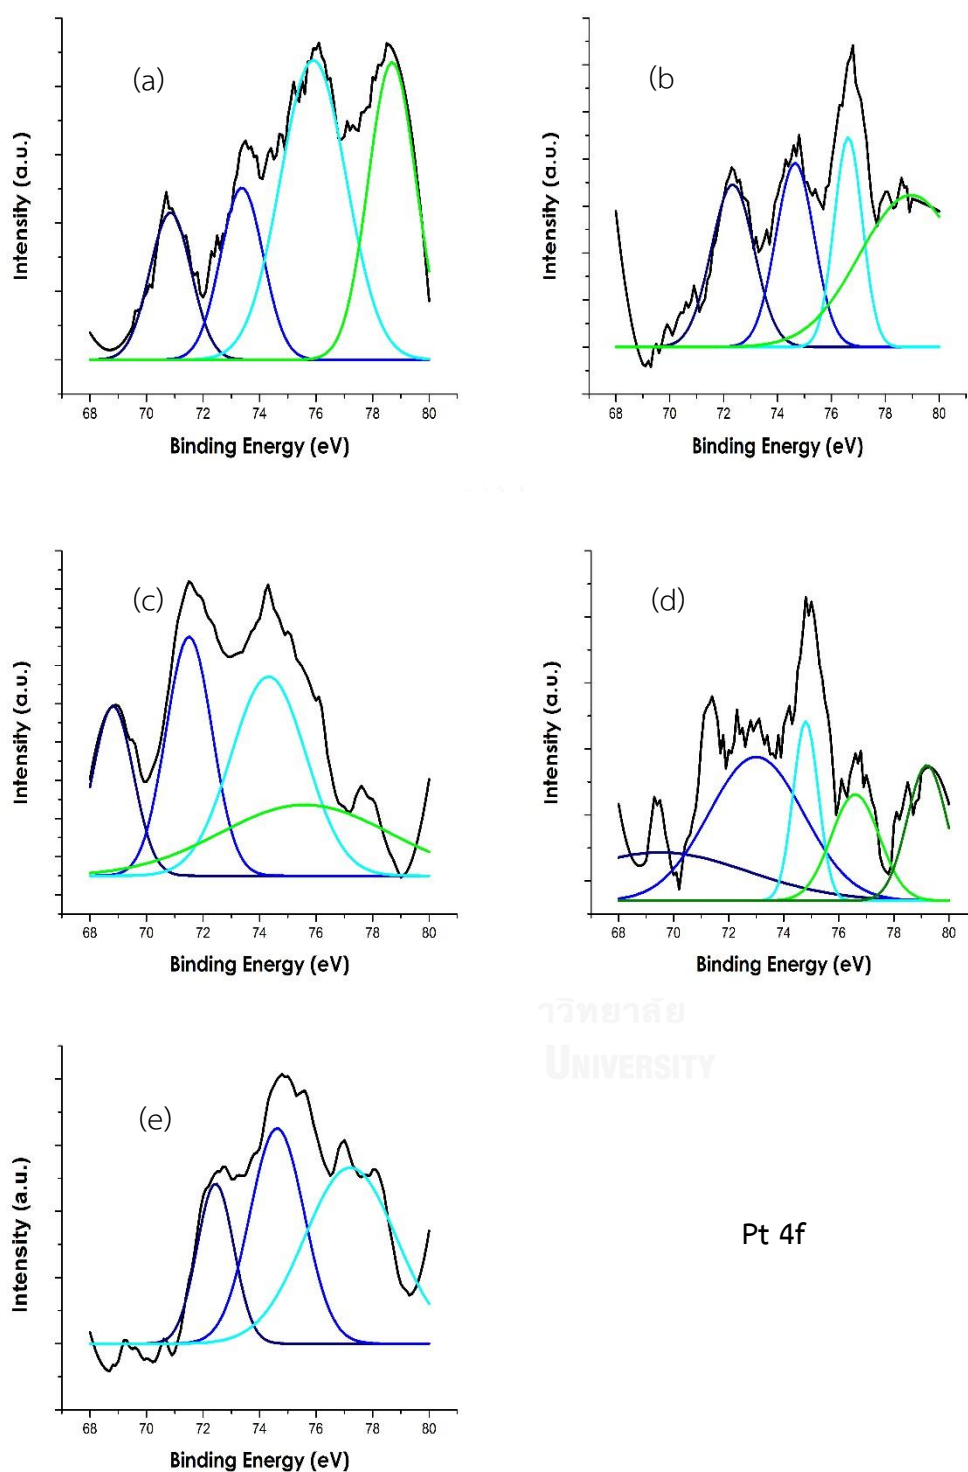 (a)
Intensity (a.u.)
68 70 72 74 76 78 80
Binding Energy (eV)
(b
Intensity (a.u.)
68 70 72 74 76 78 80
Binding Energy (eV)
(c)
Intensity (a.u.)
68 70 72 74 76 78 80
Binding Energy (eV)
(d)
Intensity (a.u.)
68 70 72 74 76 78 80
Binding Energy (eV)
าวิทยาลัย
UNIVERSITY
(e)
Intensity (a.u.)
68 70 72 74 76 78 80
Binding Energy (eV)
Pt 4f